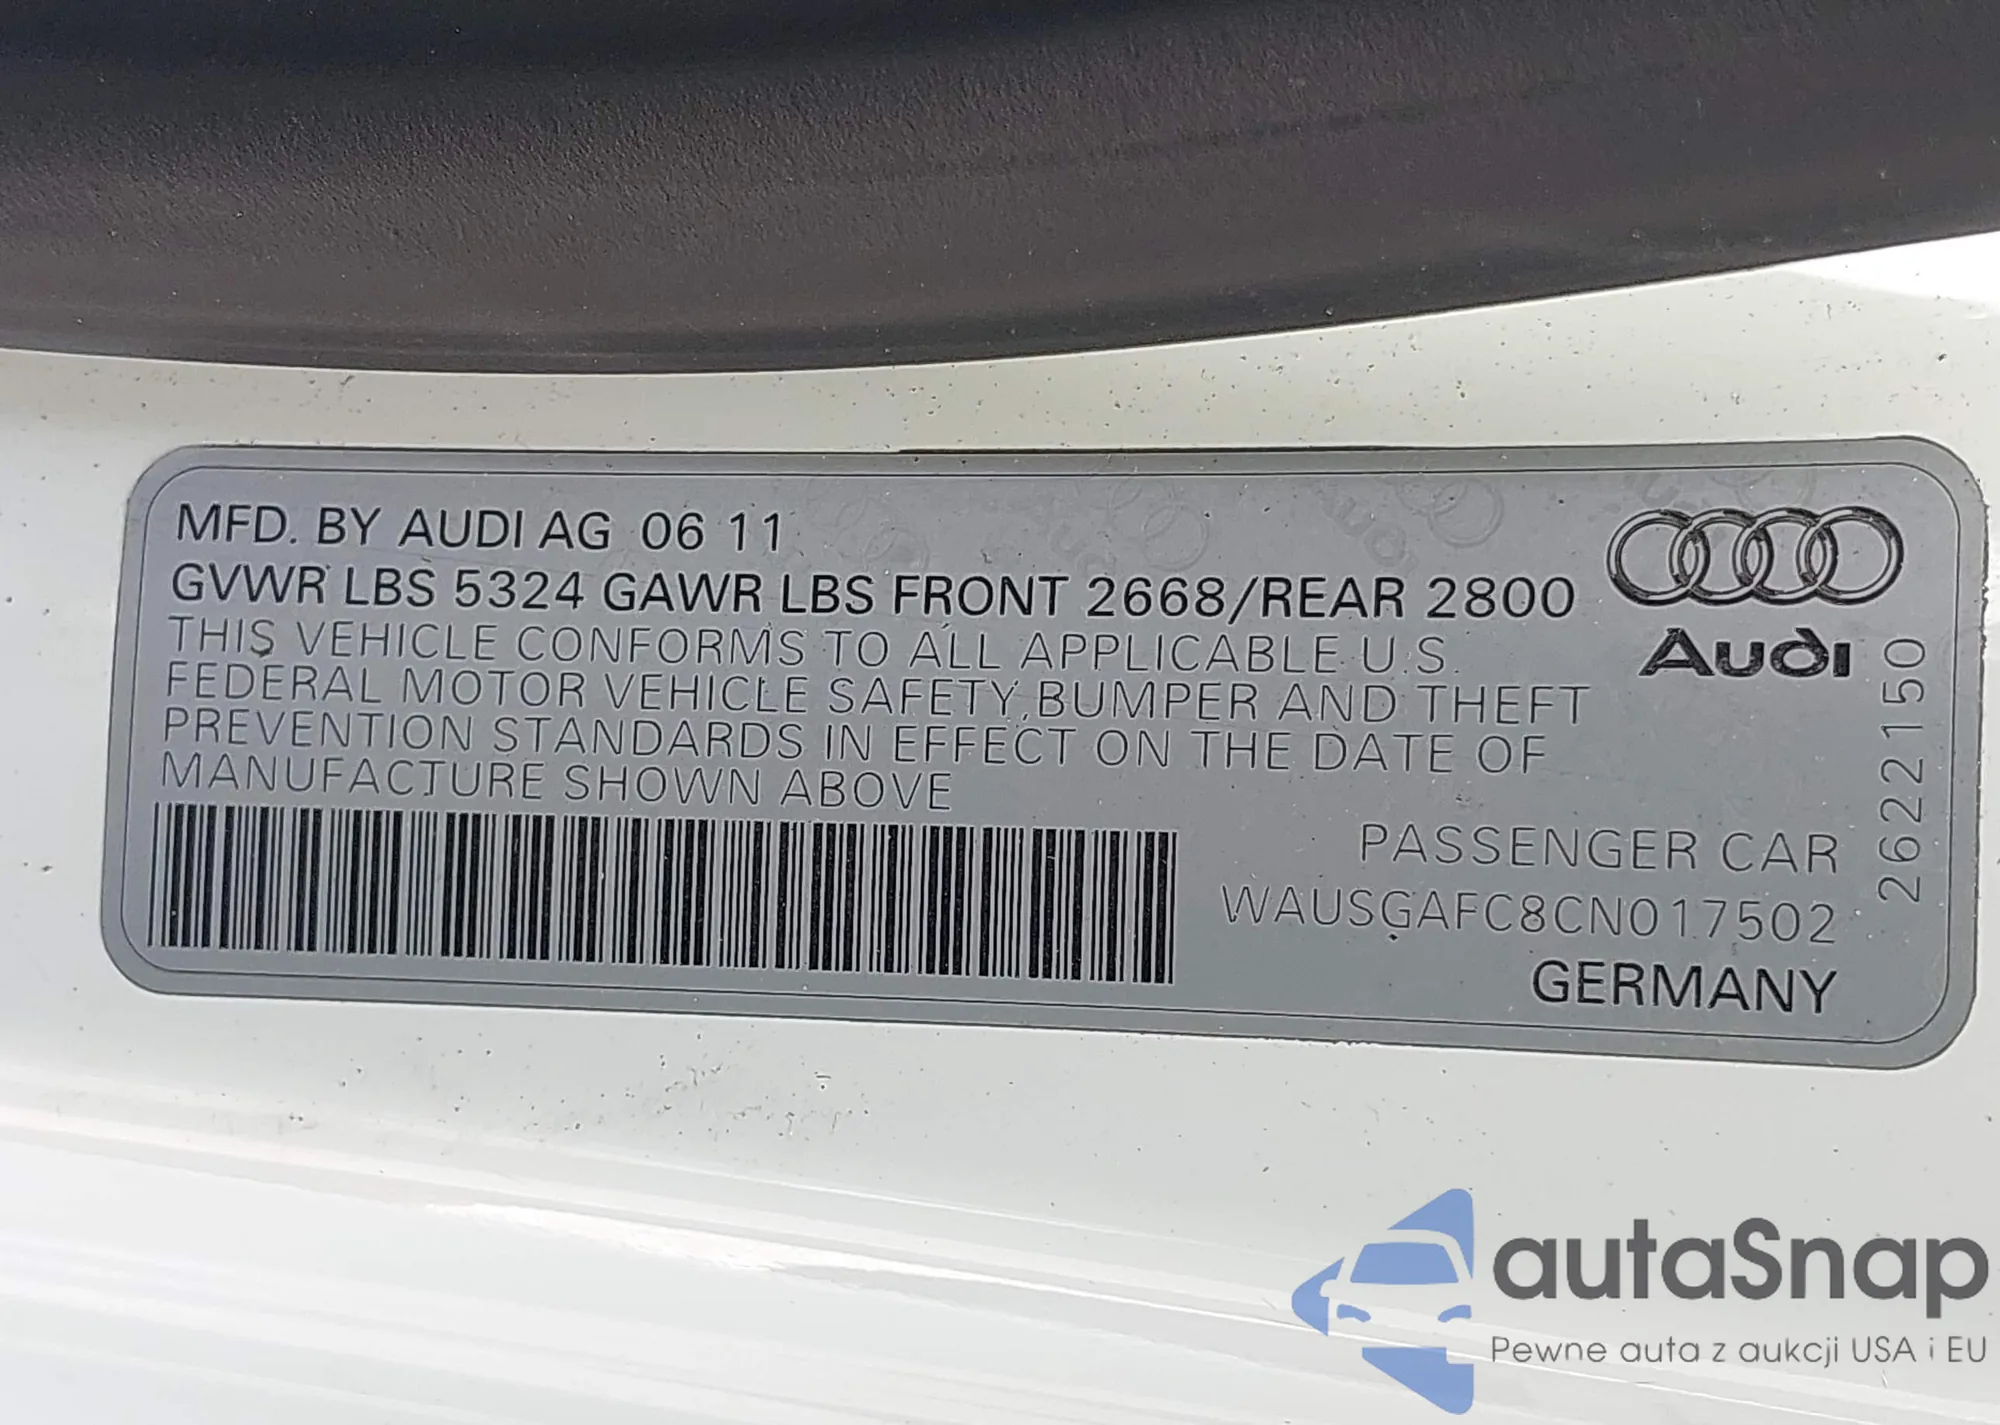 MFD. BY AUDI AG 06 11
GVWR LBS 5324 GAWR LBS FRONT 2668/REAR 2800
THIS VEHICLE CONFORMS TO ALL APPLICABLE U.S.
FEDERAL MOTOR VEHICLE SAFETY, BUMPER AND THEFT
PREVENTION STANDARDS IN EFFECT ON THE DATE OF
MANUFACTURE SHOWN ABOVE
Audi
2622150
PASSENGER CAR
WAUSGAFC8CN017502
GERMANY
autaSnap
Pewne auta z aukcji USA i EU